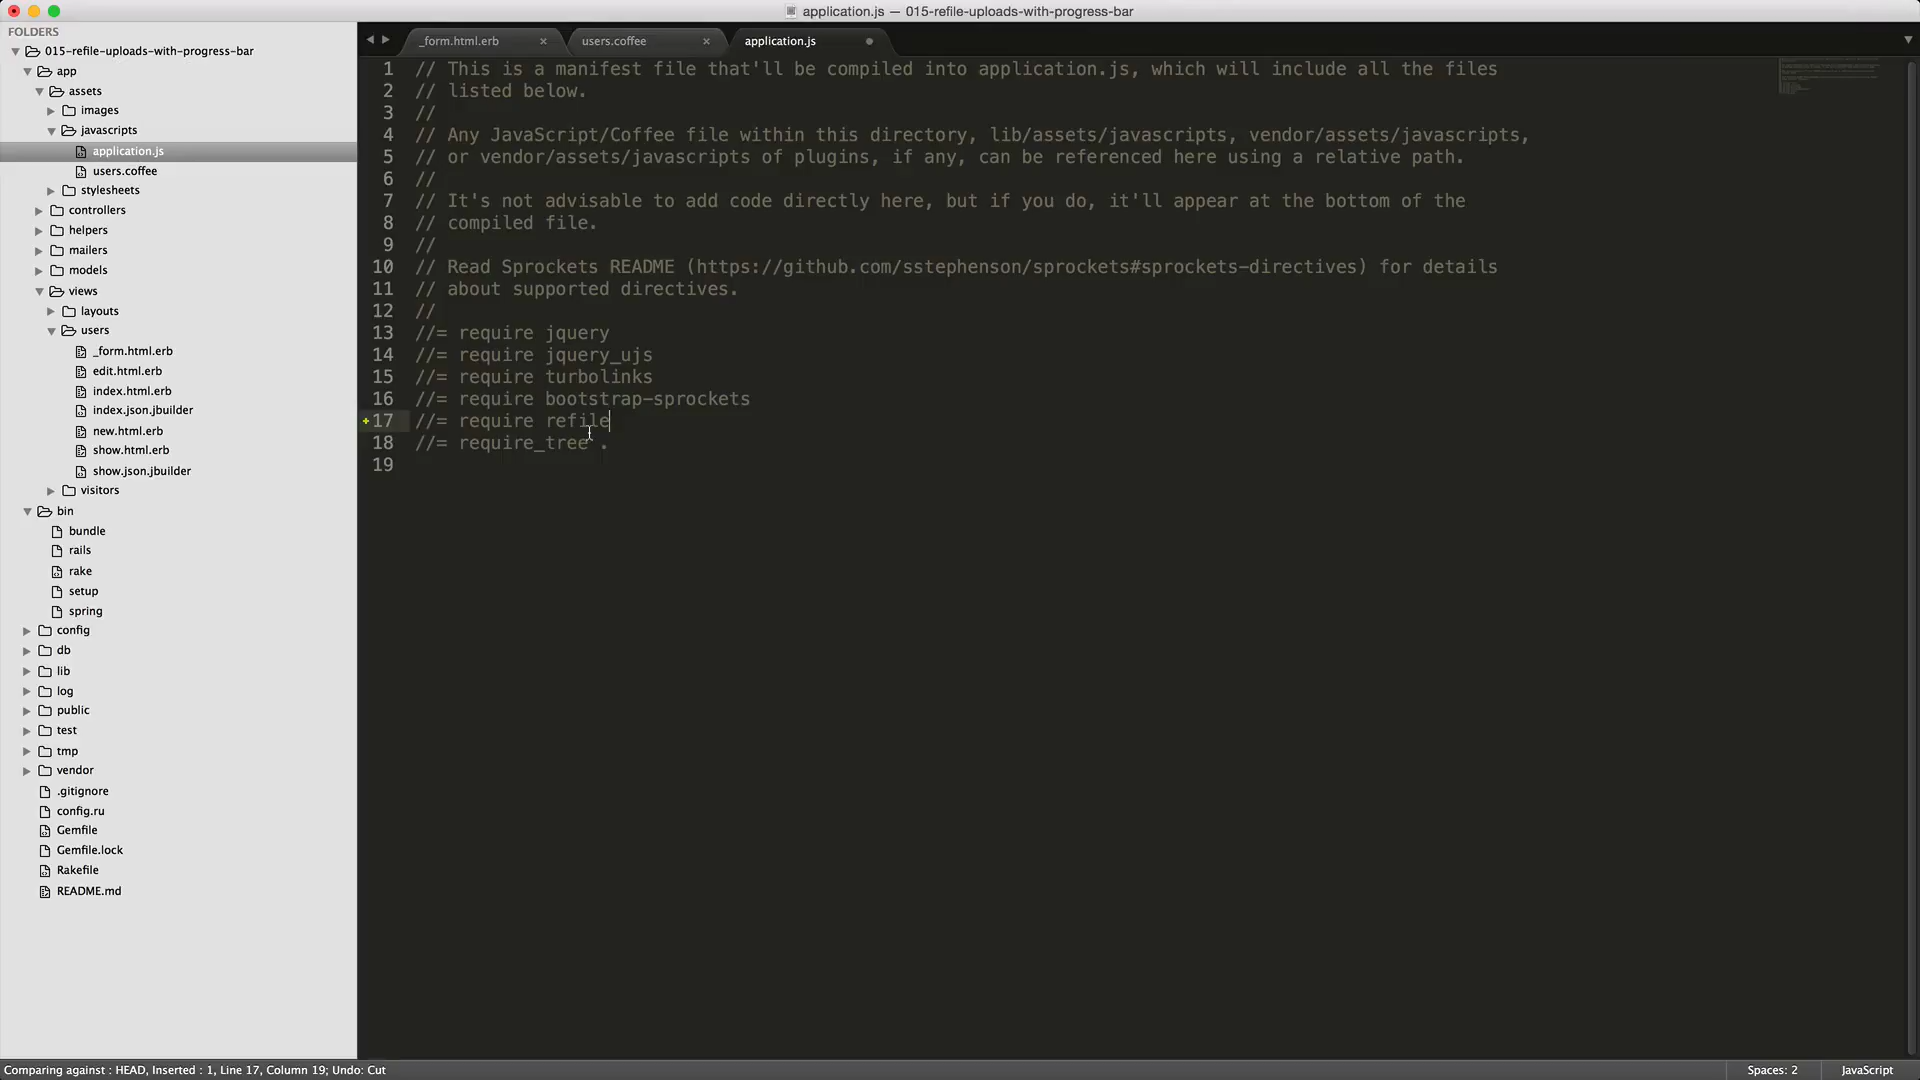 application.js — 015-refile-uploads-with-progress-bar
FOLDERS
015-refile-uploads-with-progress-bar
app
assets
images
javascripts
application.js
users.coffee
stylesheets
controllers
helpers
mailers
models
views
layouts
users
_form.html.erb
edit.html.erb
index.html.erb
index.json.jbuilder
new.html.erb
show.html.erb
show.json.jbuilder
visitors
bin
bundle
rails
rake
setup
spring
config
db
lib
log
public
test
tmp
vendor
.gitignore
config.ru
Gemfile
Gemfile.lock
Rakefile
README.md
_form.html.erb × users.coffee × application.js
1 // This is a manifest file that'll be compiled into application.js, which will include all the files
2 // listed below.
3 //
4 // Any JavaScript/Coffee file within this directory, lib/assets/javascripts, vendor/assets/javascripts,
5 // or vendor/assets/javascripts of plugins, if any, can be referenced here using a relative path.
6 //
7 // It's not advisable to add code directly here, but if you do, it'll appear at the bottom of the
8 // compiled file.
9 //
10 // Read Sprockets README (https://github.com/sstephenson/sprockets#sprockets-directives) for details
11 // about supported directives.
12 //
13 //= require jquery
14 //= require jquery_ujs
15 //= require turbolinks
16 //= require bootstrap-sprockets
17 //= require refile
18 //= require_tree .
19
Comparing against : HEAD, Inserted : 1, Line 17, Column 19; Undo: Cut
Spaces: 2
JavaScript